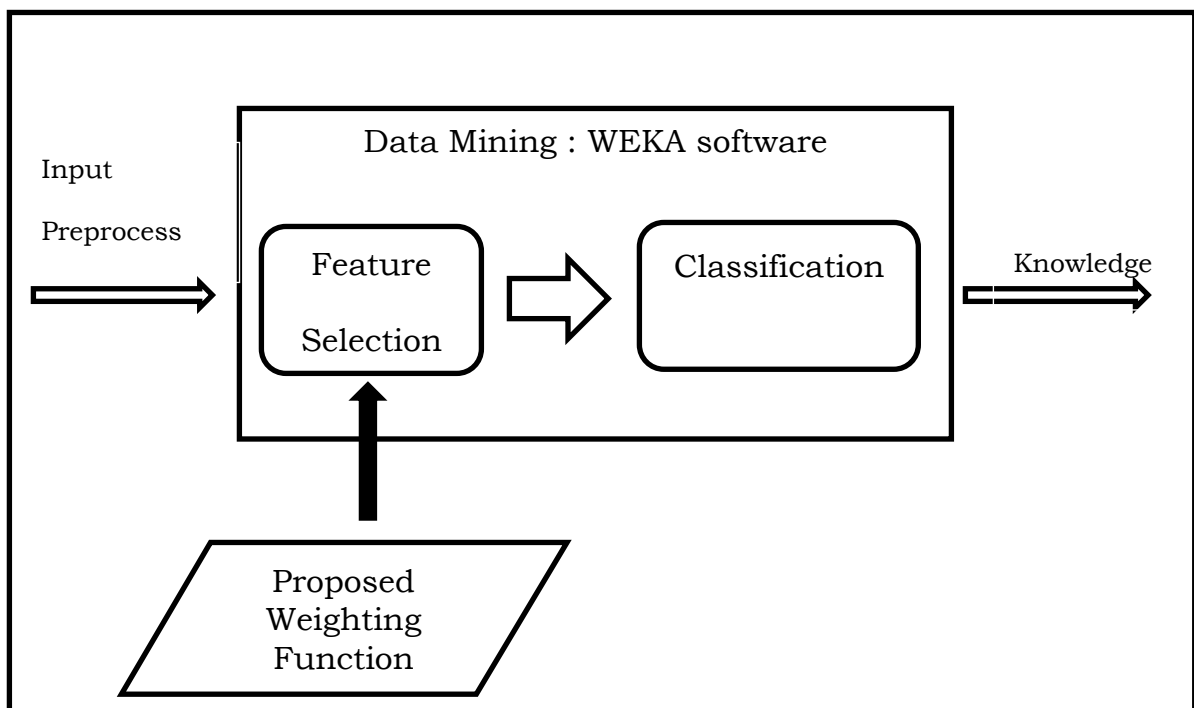 Data Mining : WEKA software
Input
Preprocess
Feature
Selection
Classification
Knowledge
Proposed
Weighting
Function